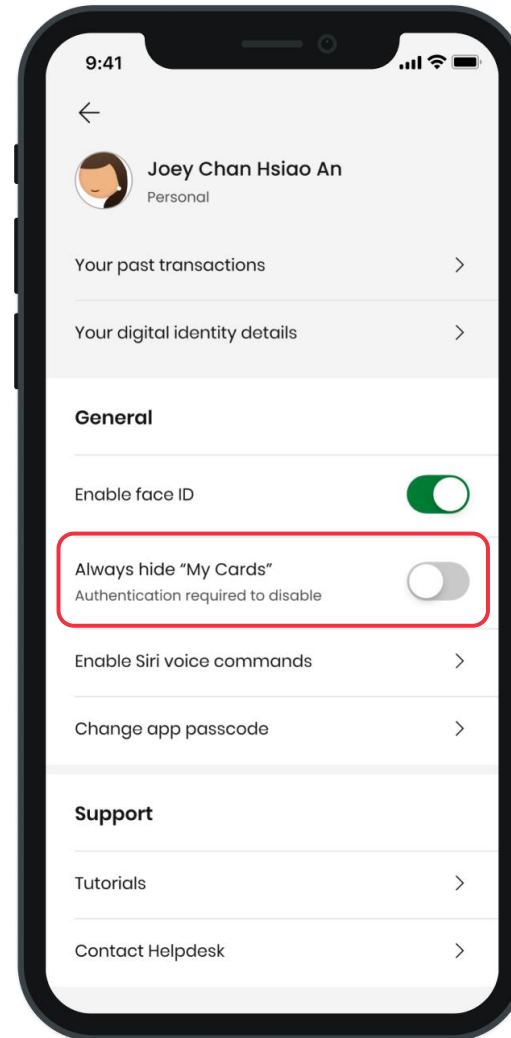 9:41
Joey Chan Hsiao An
Personal
Your past transactions
Your digital identity details
General
Enable face ID
Always hide “My Cards”
Authentication required to disable
Enable Siri voice commands
Change app passcode
Support
Tutorials
Contact Helpdesk